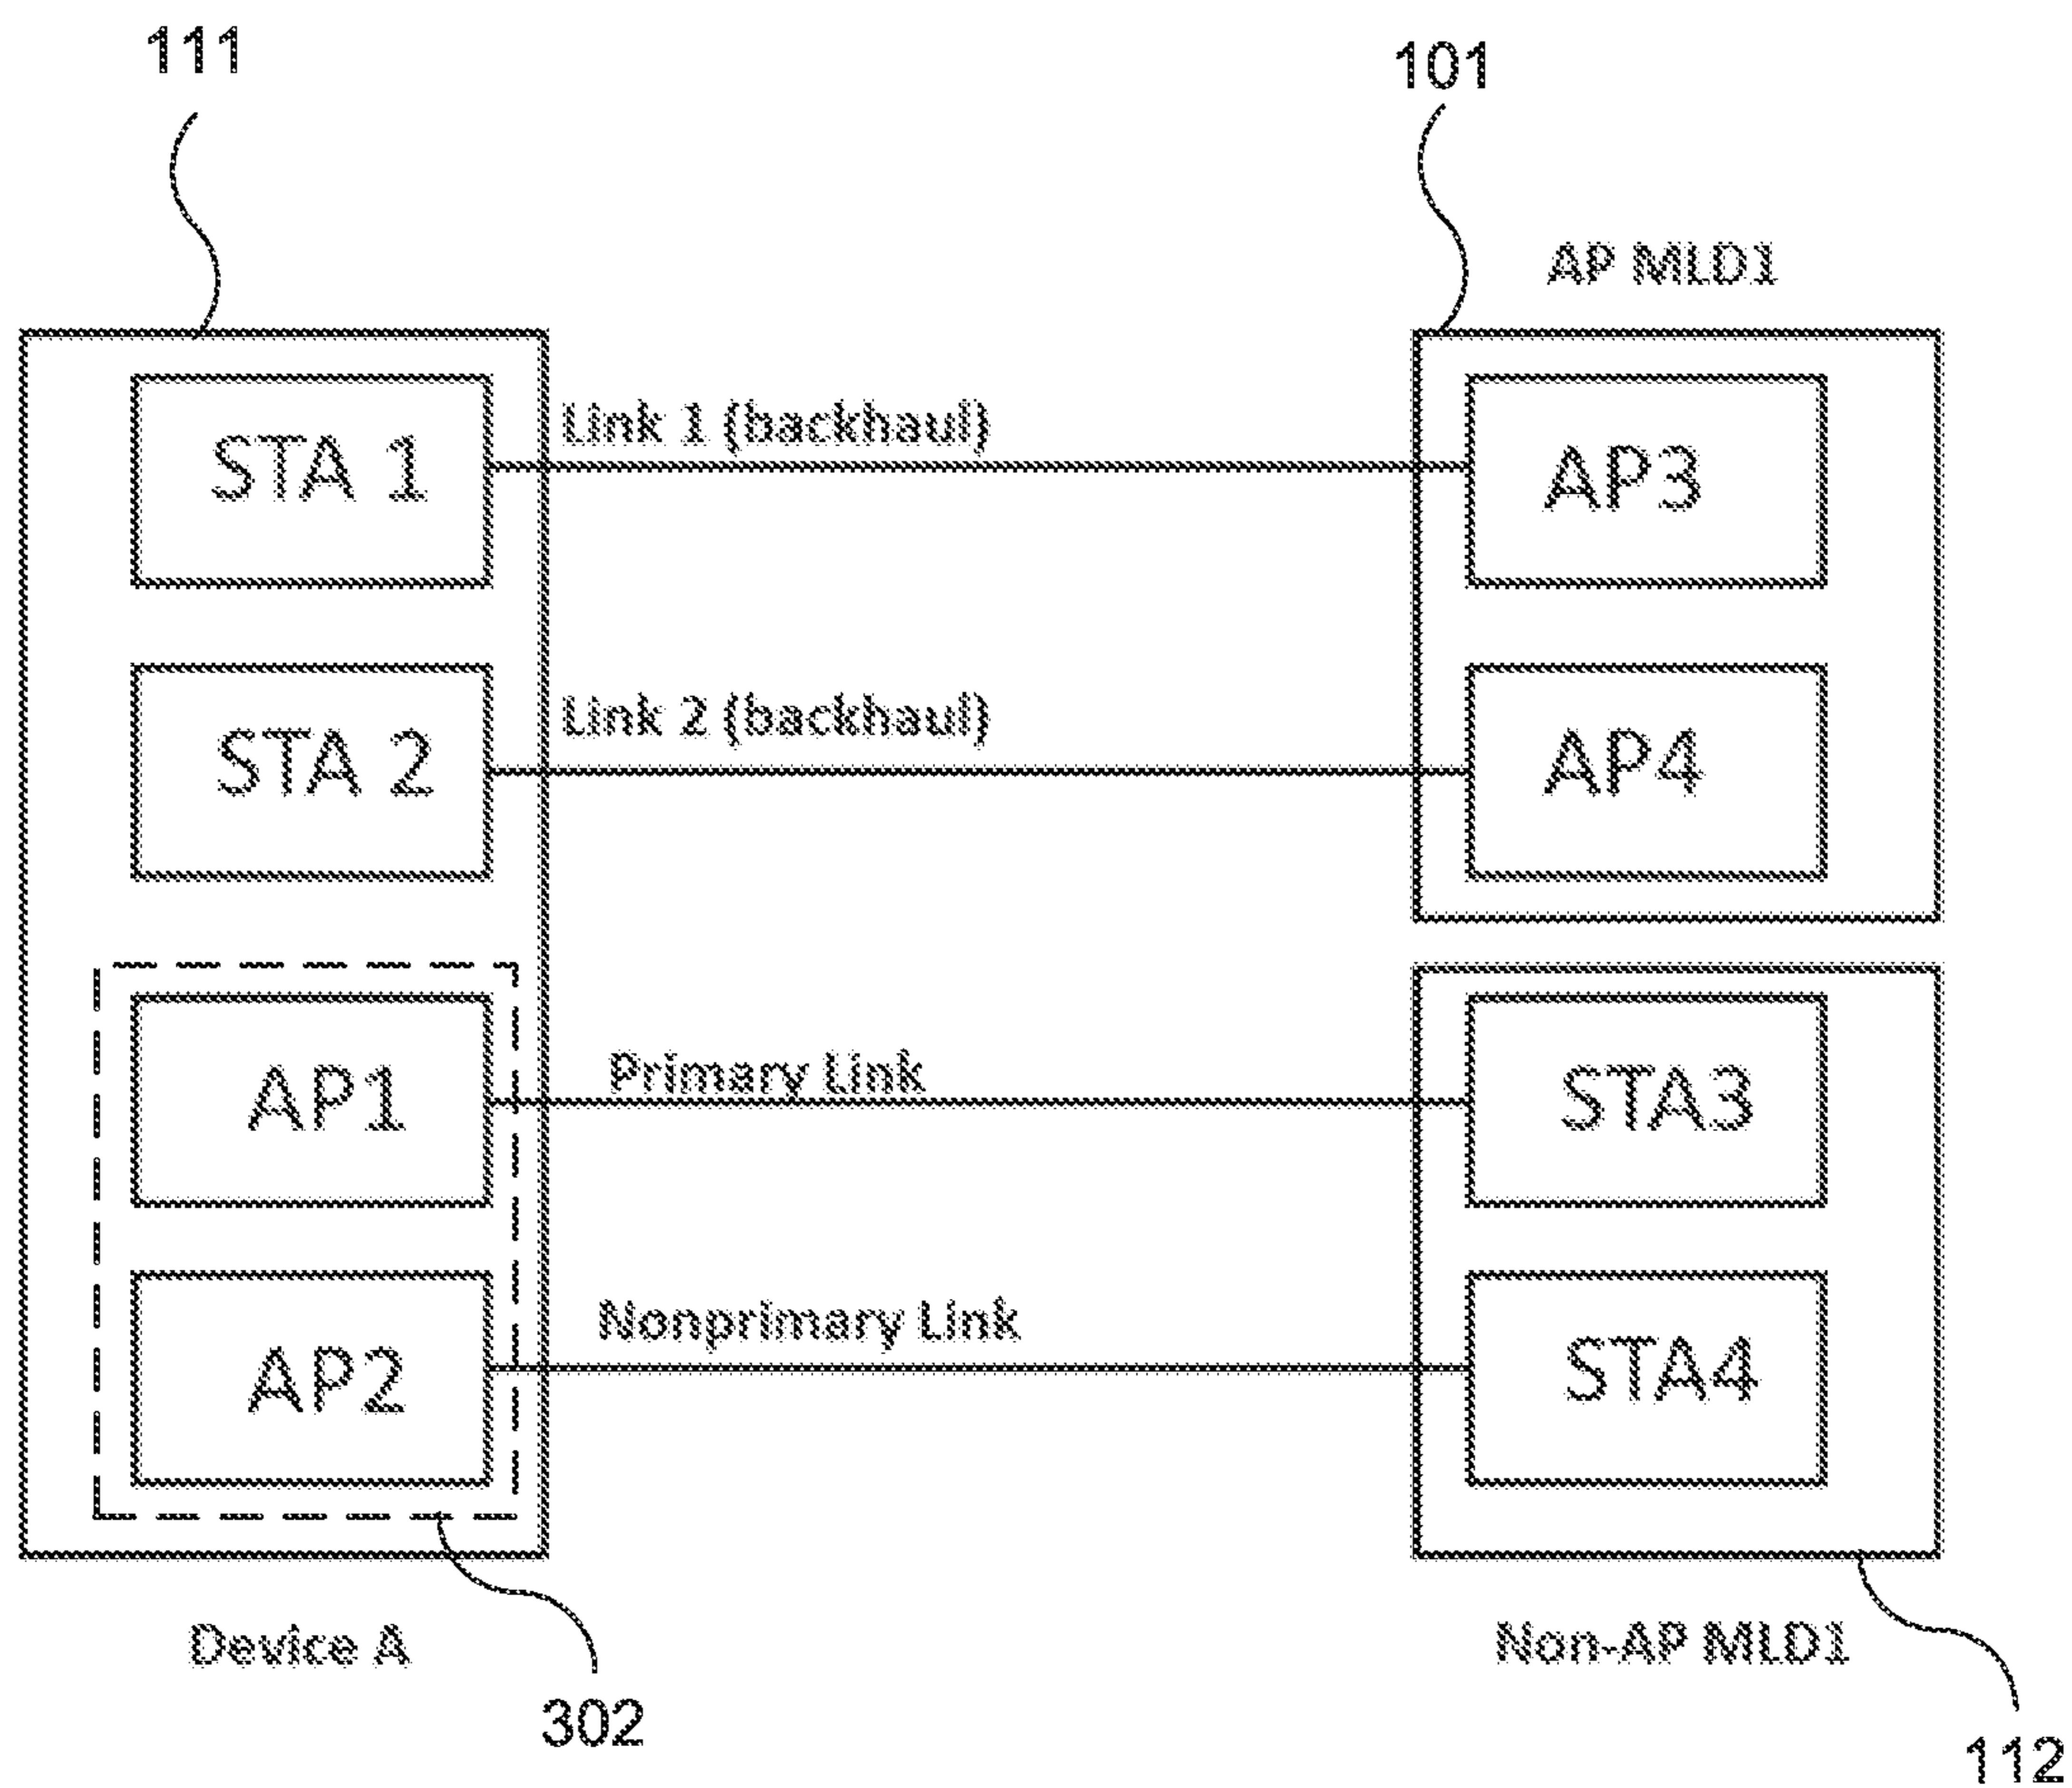 111
101
AP MLD1
STA 1
Link 1 (backhaul)
AP3
STA 2
Link 2 (backhaul)
AP4
AP1
Primary Link
STA3
AP2
Nonprimary Link
STA4
Device A
Non-AP MLD1
302
112